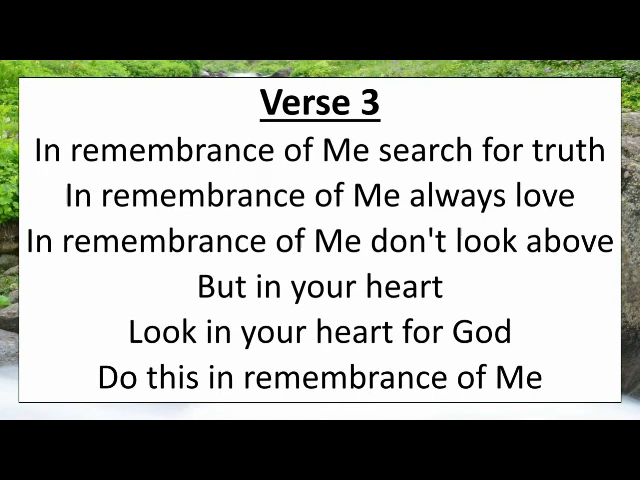 Verse 3
In remembrance of Me search for truth
In remembrance of Me always love
In remembrance of Me don't look above
But in your heart
Look in your heart for God
Do this in remembrance of Me